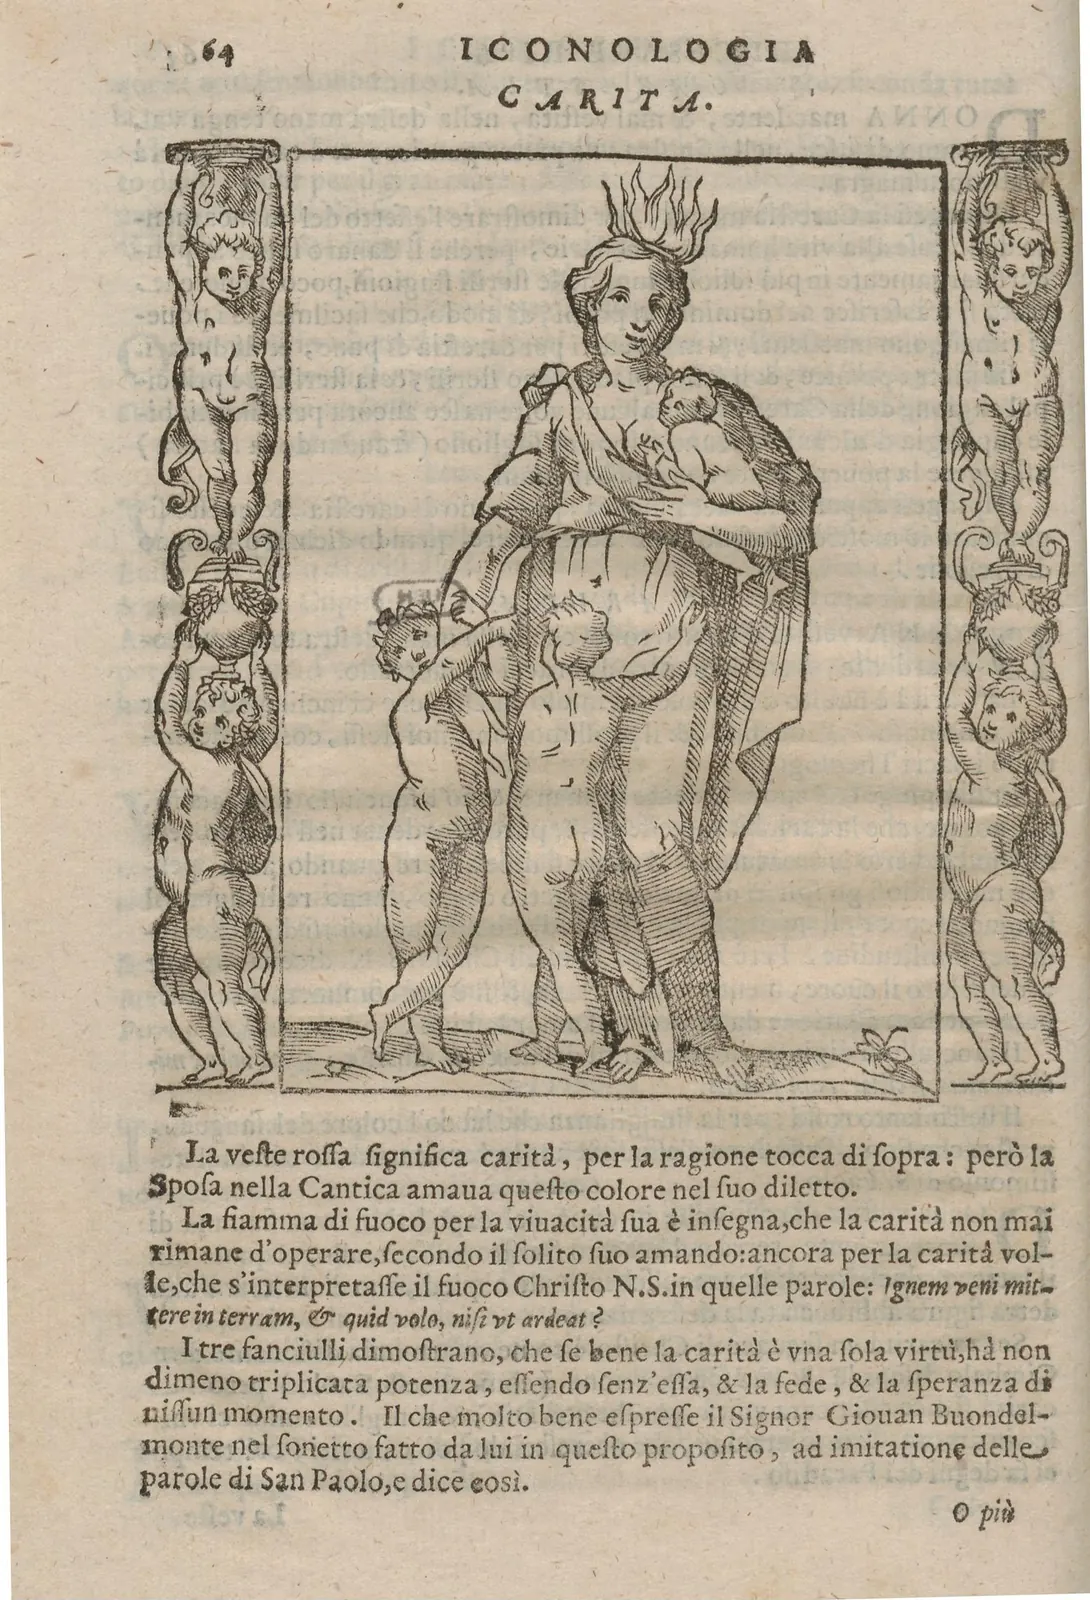 64
ICONOLOGIA
CARITA.
La veſte roſſa ſignifica carità, per la ragione tocca di ſopra: però la
Spoſa nella Cantica amaua queſto colore nel ſuo diletto.
La fiamma di fuoco per la viuacità ſua è inſegna,che la carità non mai
rimane d'operare,ſecondo il ſolito ſuo amando:ancora per la carità vol-
le,che s'interpretaſſe il fuoco Chriſto N.S.in quelle parole: Ignem veni mit-
tere in terram, & quid volo, niſi vt ardeat?
I tre fanciulli dimoſtrano, che ſe bene la carità è vna ſola virtù,hà non
dimeno triplicata potenza, eſſendo ſenz'eſſa, & la fede, & la ſperanza di
niſſun momento. Il che molto bene eſpreſſe il Signor Giouan Buondel-
monte nel ſonetto fatto da lui in queſto propoſito, ad imitatione delle
parole di San Paolo,e dice così.
O più